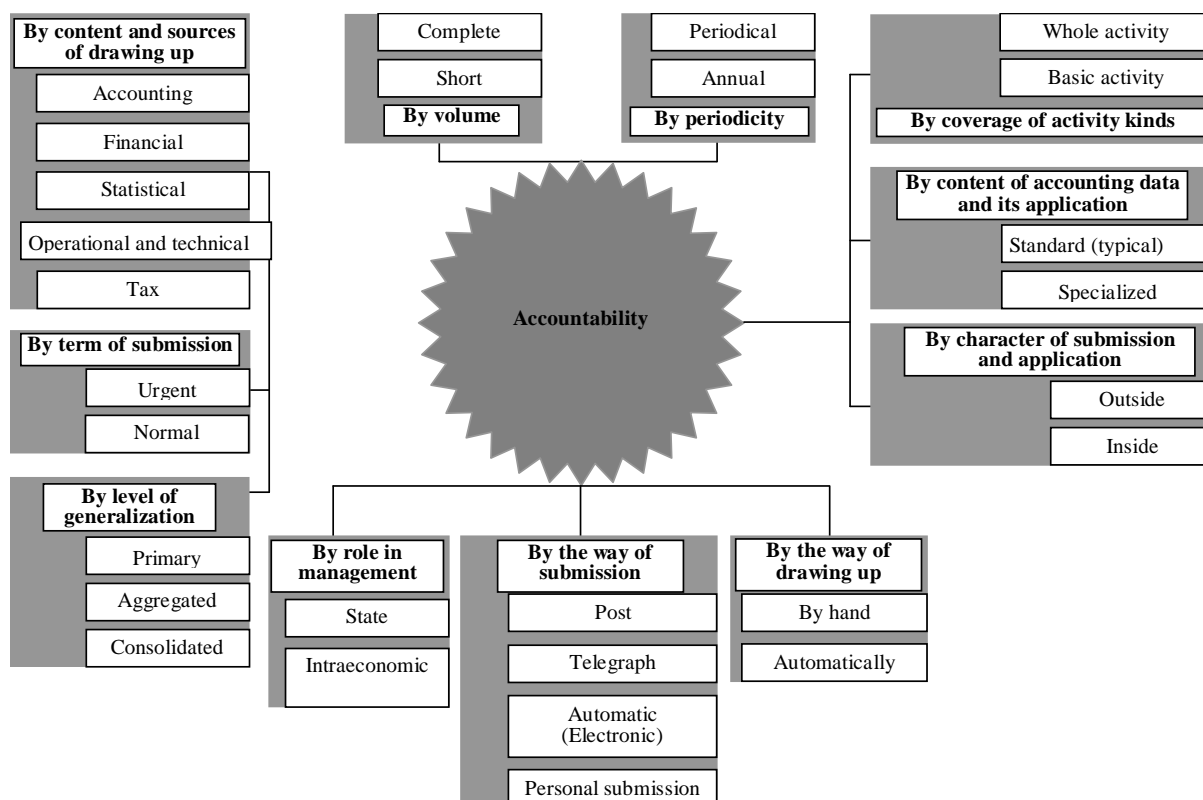 By content and sources
of drawing up
Accounting
Financial
Statistical
Operational and technical
Tax
By term of submission
Urgent
Normal
By level of
generalization
Primary
Aggregated
Consolidated
Complete
Short
By volume
Periodical
Annual
By periodicity
Whole activity
Basic activity
By coverage of activity kinds
By content of accounting data
and its application
Standard (typical)
Specialized
By character of submission
and application
Outside
Inside
Accountability
By role in
management
State
Intraeconomic
By the way of
submission
Post
Telegraph
Automatic
(Electronic)
Personal submission
By the way of
drawing up
By hand
Automatically